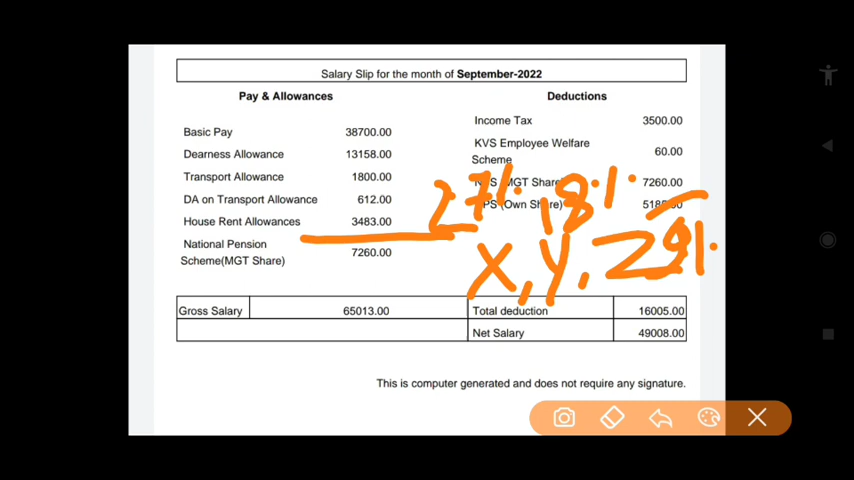 Salary Slip for the month of September-2022
Pay & Allowances
Deductions
Income Tax 3500.00
Basic Pay 38700.00
KVS Employee Welfare
Scheme 60.00
Dearness Allowance 13158.00
Transport Allowance 1800.00
(MGT Share) 7260.00
DA on Transport Allowance 612.00
(Own Share)
House Rent Allowances 3483.00
National Pension
Scheme(MGT Share) 7260.00
27% 18% 9%
X, Y, Z
Gross Salary 65013.00 Total deduction 16005.00
Net Salary 49008.00
This is computer generated and does not require any signature.